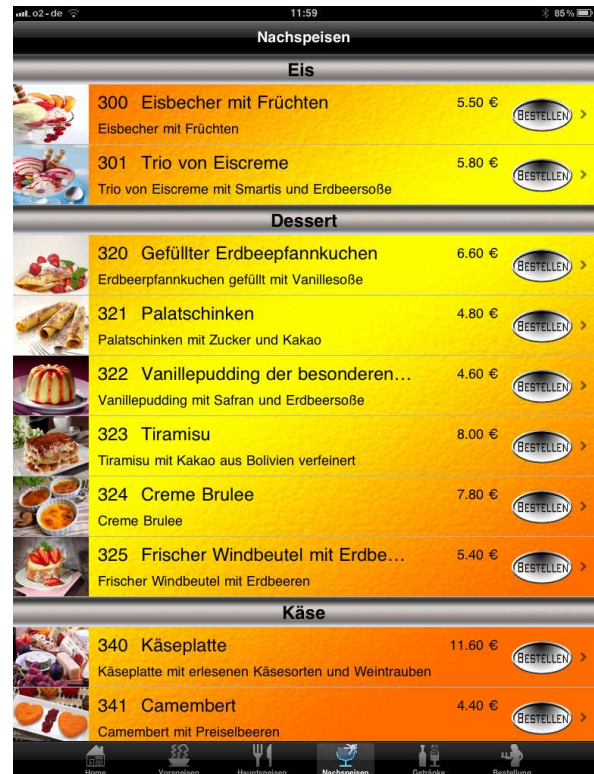 o2-de 11:59 85%
Nachspeisen
Eis
300 Eisbecher mit Früchten 5.50 € BESTELLEN
Eisbecher mit Früchten
301 Trio von Eiscreme 5.80 € BESTELLEN
Trio von Eiscreme mit Smartis und Erdbeersoße
Dessert
320 Gefüllter Erdbeepfannkuchen 6.60 € BESTELLEN
Erdbeerpfannkuchen gefüllt mit Vanillesoße
321 Palatschinken 4.80 € BESTELLEN
Palatschinken mit Zucker und Kakao
322 Vanillepudding der besonderen... 4.60 € BESTELLEN
Vanillepudding mit Safran und Erdbeersoße
323 Tiramisu 8.00 € BESTELLEN
Tiramisu mit Kakao aus Bolivien verfeinert
324 Creme Brulee 7.80 € BESTELLEN
Creme Brulee
325 Frischer Windbeutel mit Erdbe... 5.40 € BESTELLEN
Frischer Windbeutel mit Erdbeeren
Käse
340 Käseplatte 11.60 € BESTELLEN
Käseplatte mit erlesenen Käsesorten und Weintrauben
341 Camembert 4.40 € BESTELLEN
Camembert mit Preiselbeeren
Home Vorspeisen Hauptspeisen Nachspeisen Getränke Bestellung